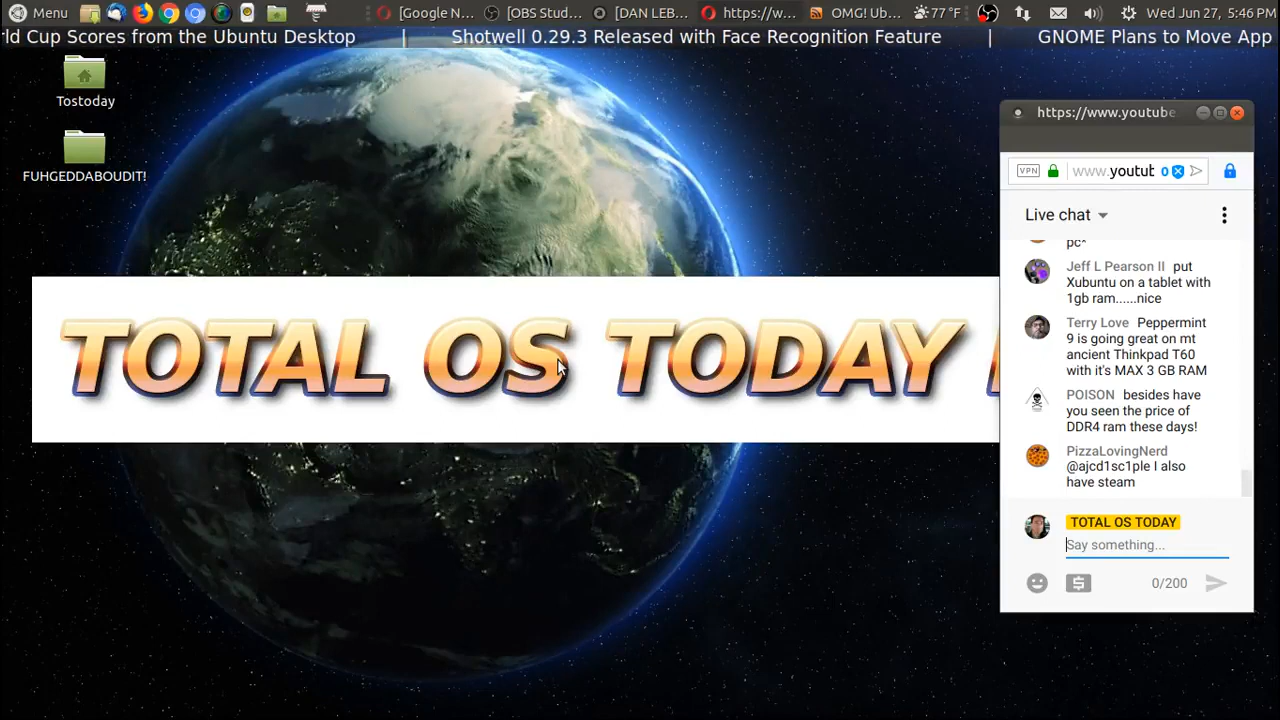 Menu [Google N... [OBS Stud... [DAN LEB... https://w... OMG! Ub... 77°F Wed Jun 27, 5:46 PM
rld Cup Scores from the Ubuntu Desktop | Shotwell 0.29.3 Released with Face Recognition Feature | GNOME Plans to Move App
Tostoday
FUHGEDDABOUDIT!
TOTAL OS TODAY
https://www.youtube
VPN www.youtub 0
Live chat
pc*
Jeff L Pearson II put
Xubuntu on a tablet with
1gb ram......nice
Terry Love Peppermint
9 is going great on mt
ancient Thinkpad T60
with it's MAX 3 GB RAM
POISON besides have
you seen the price of
DDR4 ram these days!
PizzaLovingNerd
@ajcd1sc1ple I also
have steam
TOTAL OS TODAY
Say something...
0/200